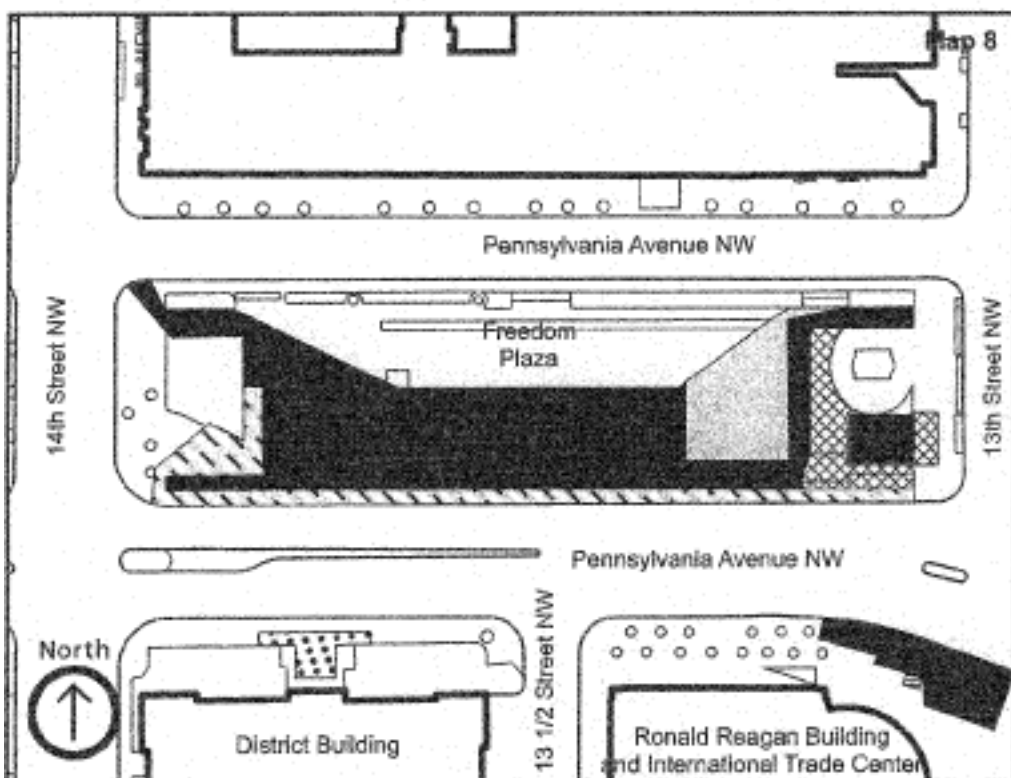 Map 8
Pennsylvania Avenue NW
14th Street NW
Freedom
Plaza
13th Street NW
Pennsylvania Avenue NW
North
13 1/2 Street NW
District Building
Ronald Reagan Building
and International Trade Center